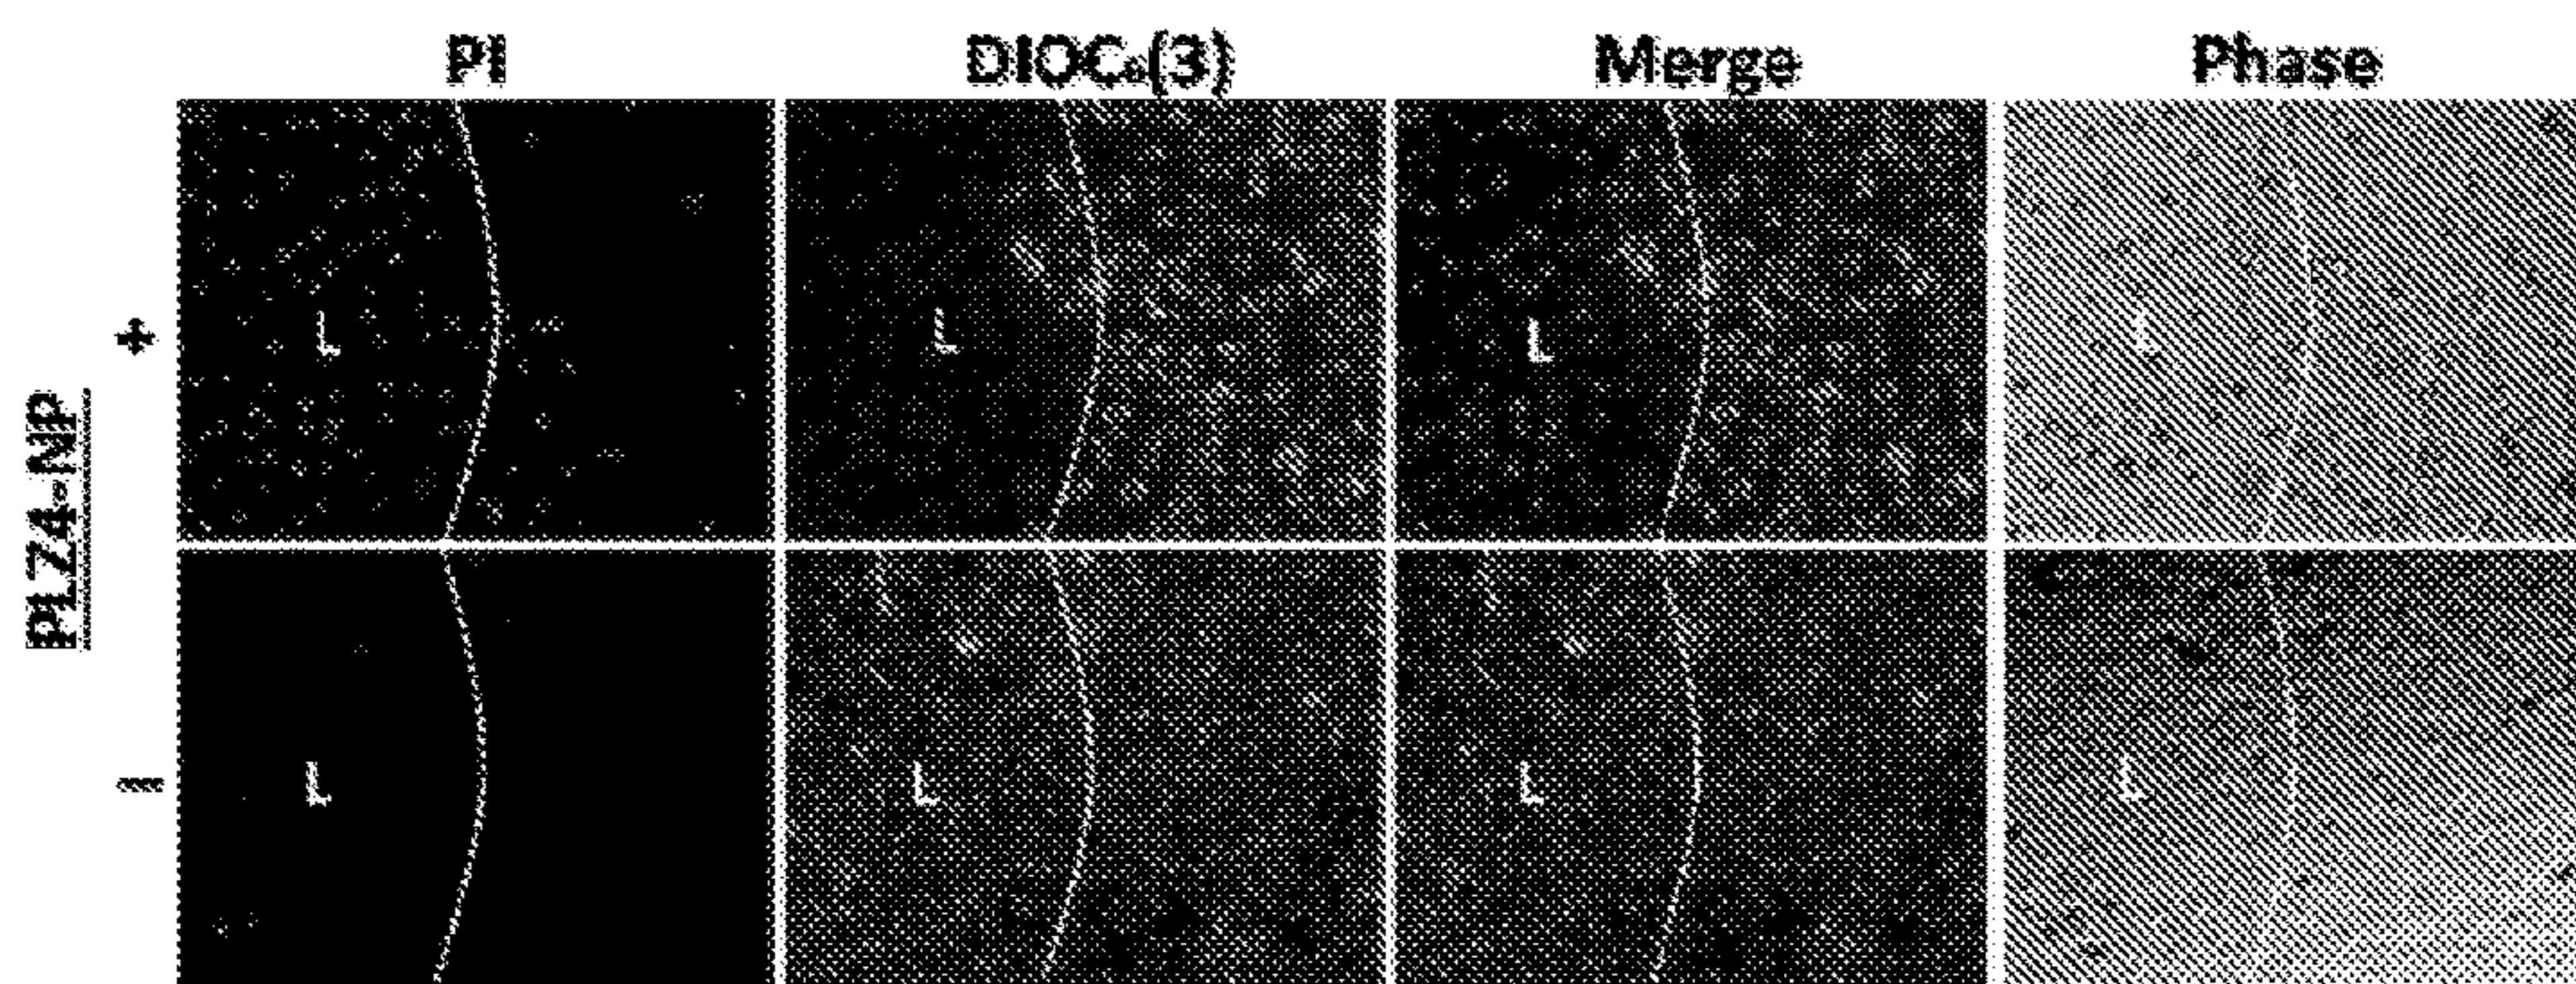 PI DIOC₆(3) Merge Phase
PLZ4-NP
+
L L L L
-
L L L L